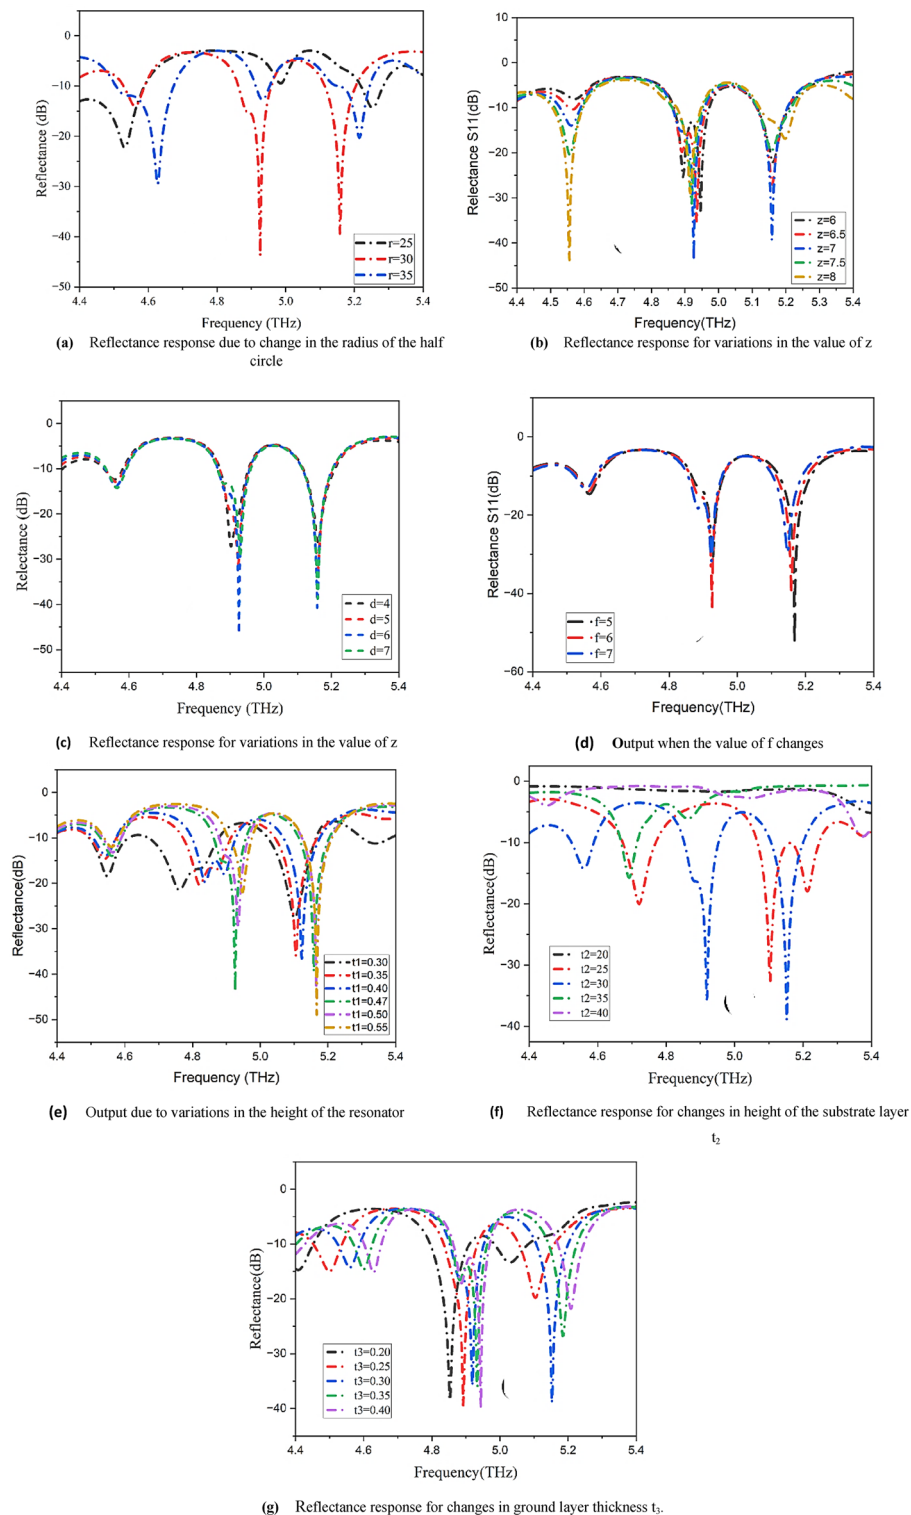 0
−10
−20
−30
−40
−50
Reflectance (dB)
r=25
r=30
r=35
4.4 4.6 4.8 5.0 5.2 5.4
Frequency (THz)
(a) Reflectance response due to change in the radius of the half
circle
10
0
−10
−20
−30
−40
−50
Relectance S11(dB)
z=6
z=6.5
z=7
z=7.5
z=8
4.4 4.5 4.6 4.7 4.8 4.9 5.0 5.1 5.2 5.3 5.4
Frequency(THz)
(b) Reflectance response for variations in the value of z
0
−10
−20
−30
−40
−50
Relectance (dB)
d=4
d=5
d=6
d=7
4.4 4.6 4.8 5.0 5.2 5.4
Frequency (THz)
(c) Reflectance response for variations in the value of z
0
−20
−40
−60
Relectance S11(dB)
f=5
f=6
f=7
4.4 4.6 4.8 5.0 5.2 5.4
Frequency(THz)
(d) Output when the value of f changes
0
−10
−20
−30
−40
−50
Reflectance(dB)
t1=0.30
t1=0.35
t1=0.40
t1=0.47
t1=0.50
t1=0.55
4.4 4.6 4.8 5.0 5.2 5.4
Frequency (THz)
(e) Output due to variations in the height of the resonator
0
−10
−20
−30
−40
Reflectance(dB)
t2=20
t2=25
t2=30
t2=35
t2=40
4.4 4.6 4.8 5.0 5.2 5.4
Frequency(THz)
(f) Reflectance response for changes in height of the substrate layer
t₂
0
−10
−20
−30
−40
Reflectance(dB)
t3=0.20
t3=0.25
t3=0.30
t3=0.35
t3=0.40
4.4 4.6 4.8 5.0 5.2 5.4
Frequency(THz)
(g) Reflectance response for changes in ground layer thickness t₃.